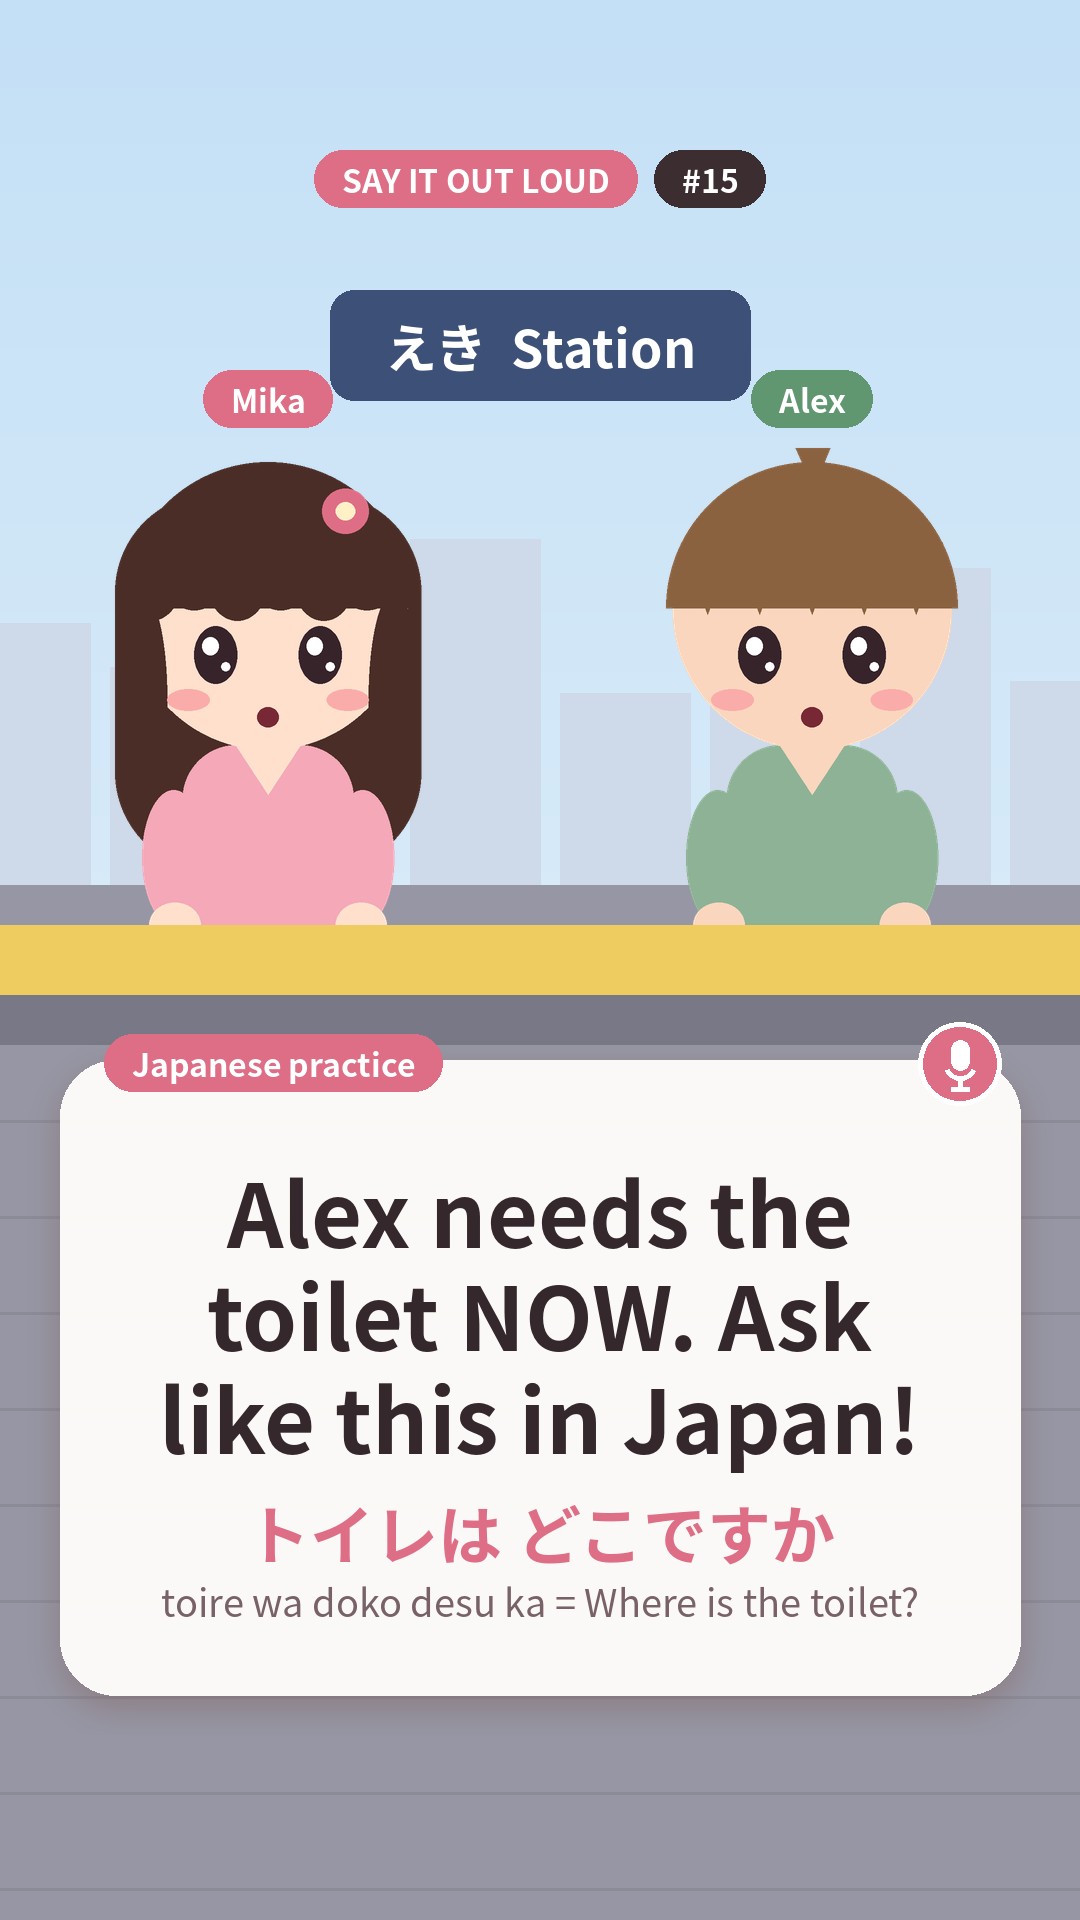 SAY IT OUT LOUD #15
えき Station
Mika
Alex
Japanese practice
Alex needs the
toilet NOW. Ask
like this in Japan!
トイレは どこですか
toire wa doko desu ka = Where is the toilet?